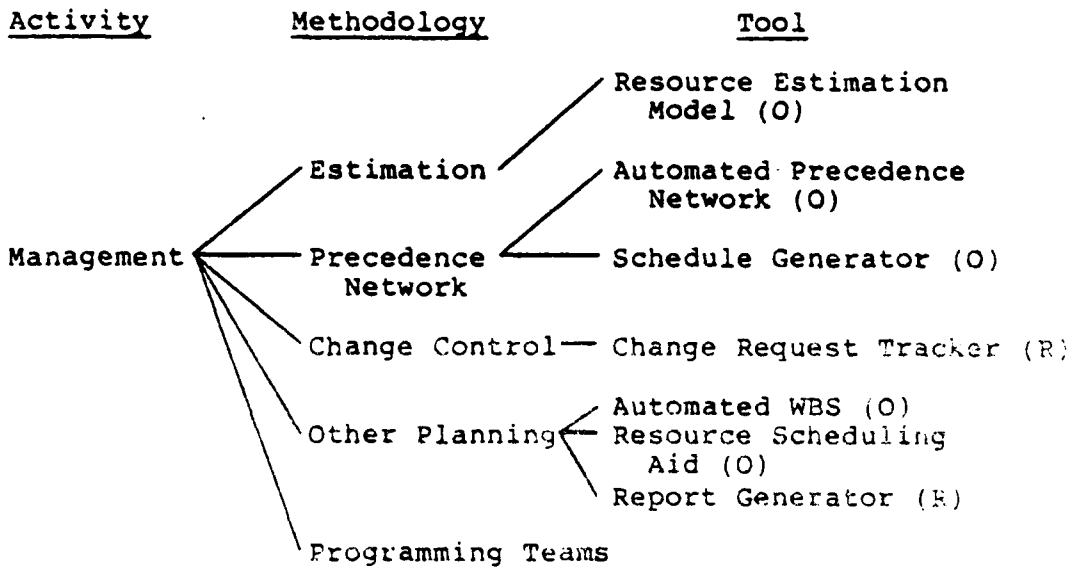 Activity Methodology Tool
Resource Estimation
Model (O)
Estimation Automated Precedence
Network (O)
Management Precedence Schedule Generator (O)
Network
Change Control Change Request Tracker (R)
Automated WBS (O)
Other Planning Resource Scheduling
Aid (O)
Report Generator (R)
Programming Teams